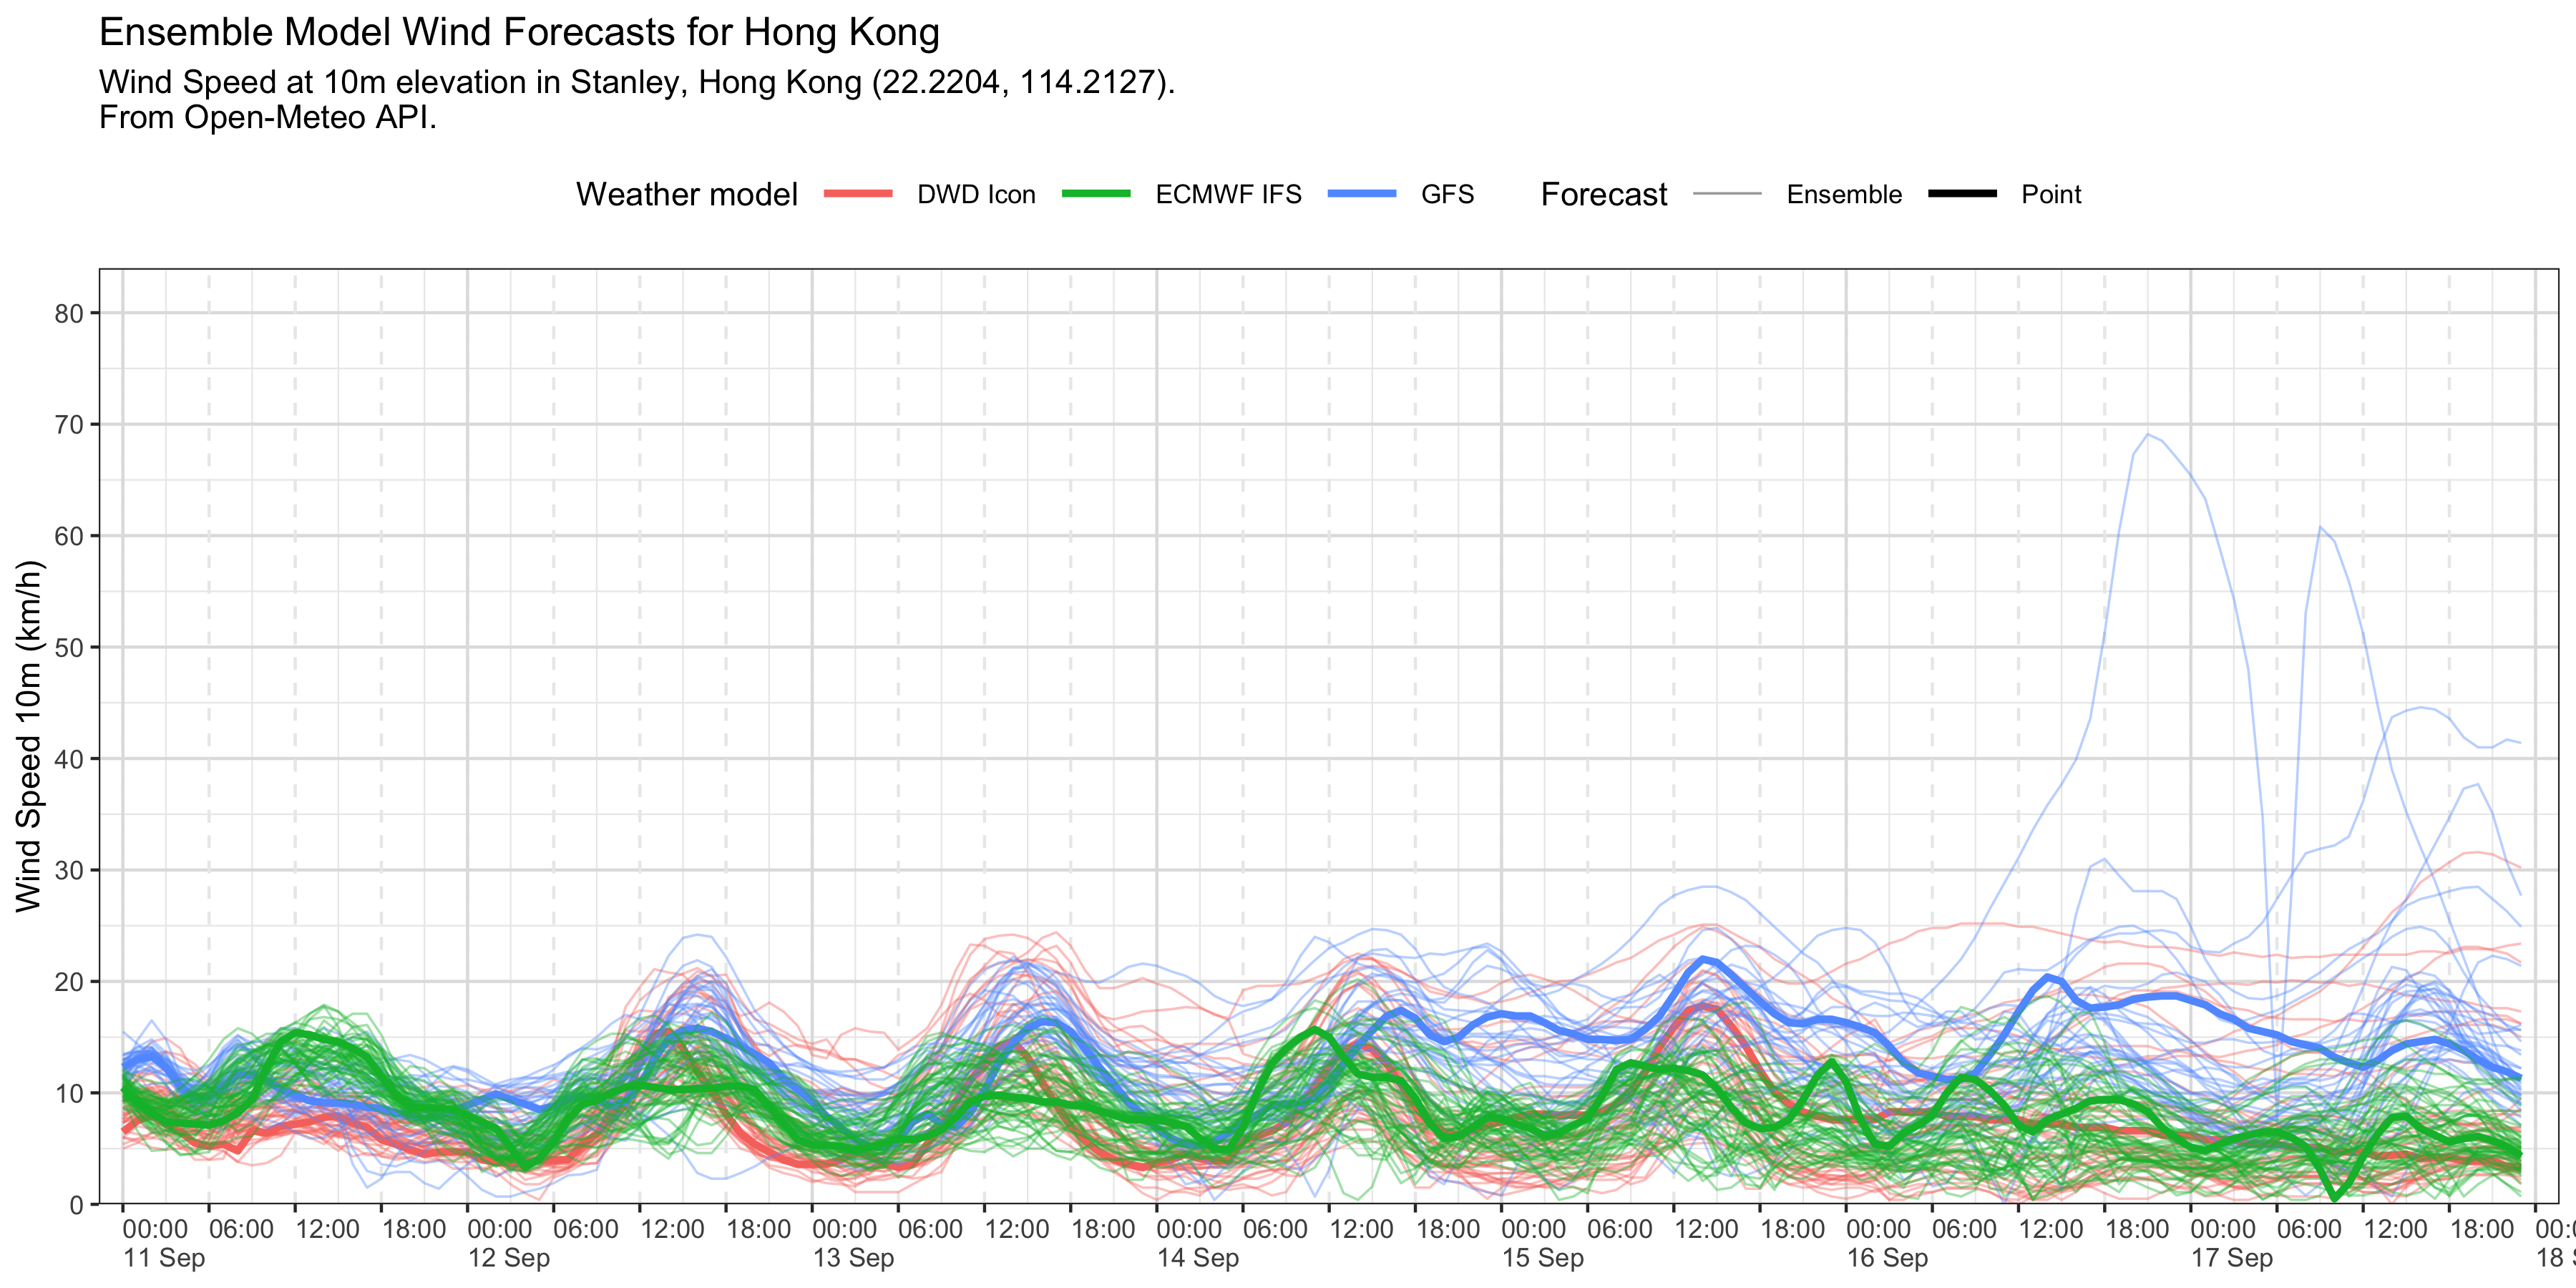 Ensemble Model Wind Forecasts for Hong Kong
Wind Speed at 10m elevation in Stanley, Hong Kong (22.2204, 114.2127).
From Open-Meteo API.
Weather model DWD Icon ECMWF IFS GFS Forecast Ensemble Point
Wind Speed 10m (km/h)
80
70
60
50
40
30
20
10
0
00:00 06:00 12:00 18:00 00:00 06:00 12:00 18:00 00:00 06:00 12:00 18:00 00:00 06:00 12:00 18:00 00:00 06:00 12:00 18:00 00:00 06:00 12:00 18:00 00:00 06:00 12:00 18:00
11 Sep 12 Sep 13 Sep 14 Sep 15 Sep 16 Sep 17 Sep